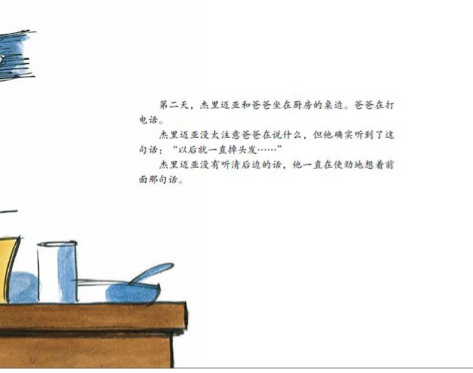 第二天，杰里迈亚和爸爸坐在厨房的桌边。爸爸在打
电话。
杰里迈亚没太注意爸爸在说什么，但他确实听到了这
句话：“以后就一直掉头发……”
杰里迈亚没有听清后边的话，他一直在使劲地想着前
面那句话。